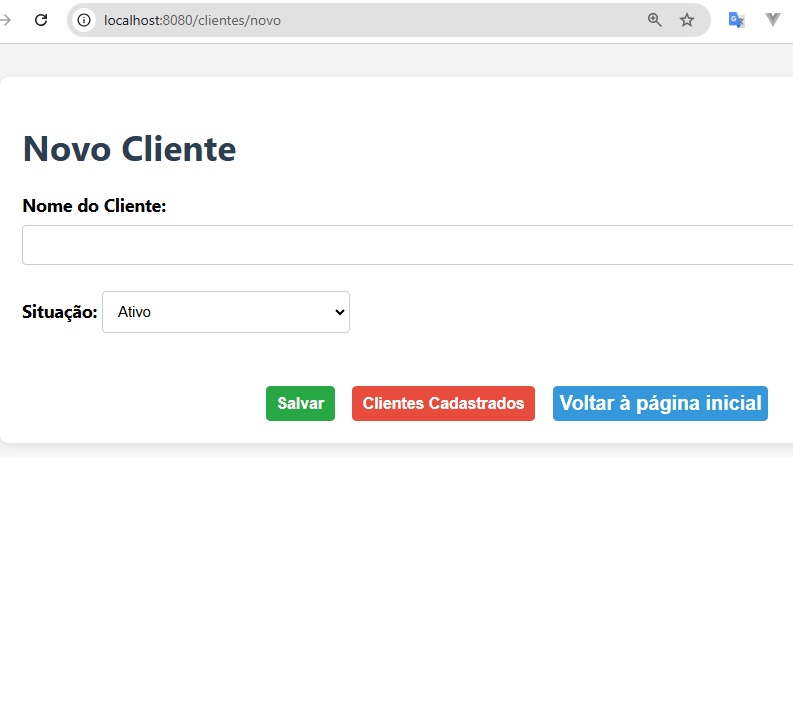 localhost:8080/clientes/novo
Novo Cliente
Nome do Cliente:
Situação: Ativo
Salvar Clientes Cadastrados Voltar à página inicial